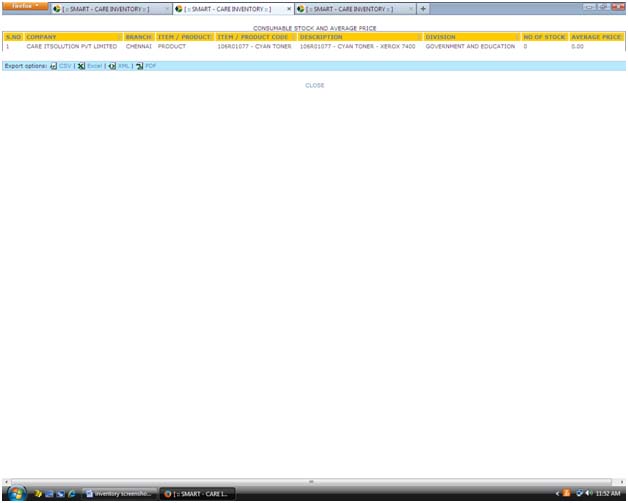 Firefox
[ :: SMART - CARE INVENTORY :: ] × [ :: SMART - CARE INVENTORY :: ] × [ :: SMART - CARE INVENTORY :: ] × +
CONSUMABLE STOCK AND AVERAGE PRICE
S.NO COMPANY BRANCH ITEM / PRODUCT ITEM / PRODUCT CODE DESCRIPTION DIVISION NO OF STOCK AVERAGE PRICE
1 CARE ITSOLUTION PVT LIMITED CHENNAI PRODUCT 106R01077 - CYAN TONER 106R01077 - CYAN TONER - XEROX 7400 GOVERNMENT AND EDUCATION 0 0.00
Export options: CSV | Excel | XML | PDF
CLOSE
inventory screensho... [ :: SMART - CARE I... 11:52 AM